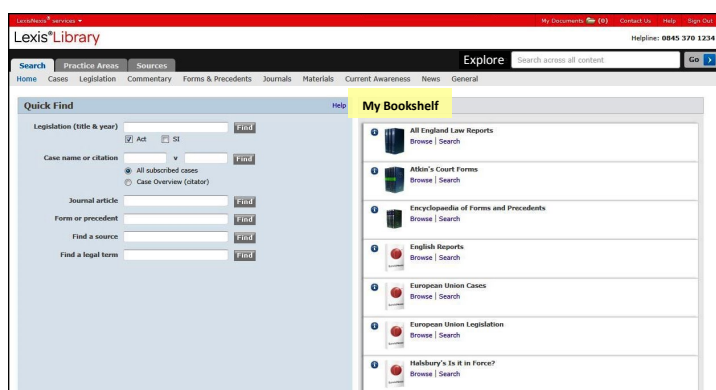 LexisNexis® services
My Documents (0) Contact Us Help Sign Out
Lexis®Library
Helpline: 0845 370 1234
Search Practice Areas Sources
Explore Search across all content Go
Home Cases Legislation Commentary Forms & Precedents Journals Materials Current Awareness News General
Quick Find
Help
Legislation (title & year) Find
Act SI
Case name or citation v Find
All subscribed cases
Case Overview (citator)
Journal article Find
Form or precedent Find
Find a source Find
Find a legal term Find
My Bookshelf
All England Law Reports
Browse | Search
Atkin's Court Forms
Browse | Search
Encyclopaedia of Forms and Precedents
Browse | Search
English Reports
Browse | Search
European Union Cases
Browse | Search
European Union Legislation
Browse | Search
Halsbury's Is it in Force?
Browse | Search